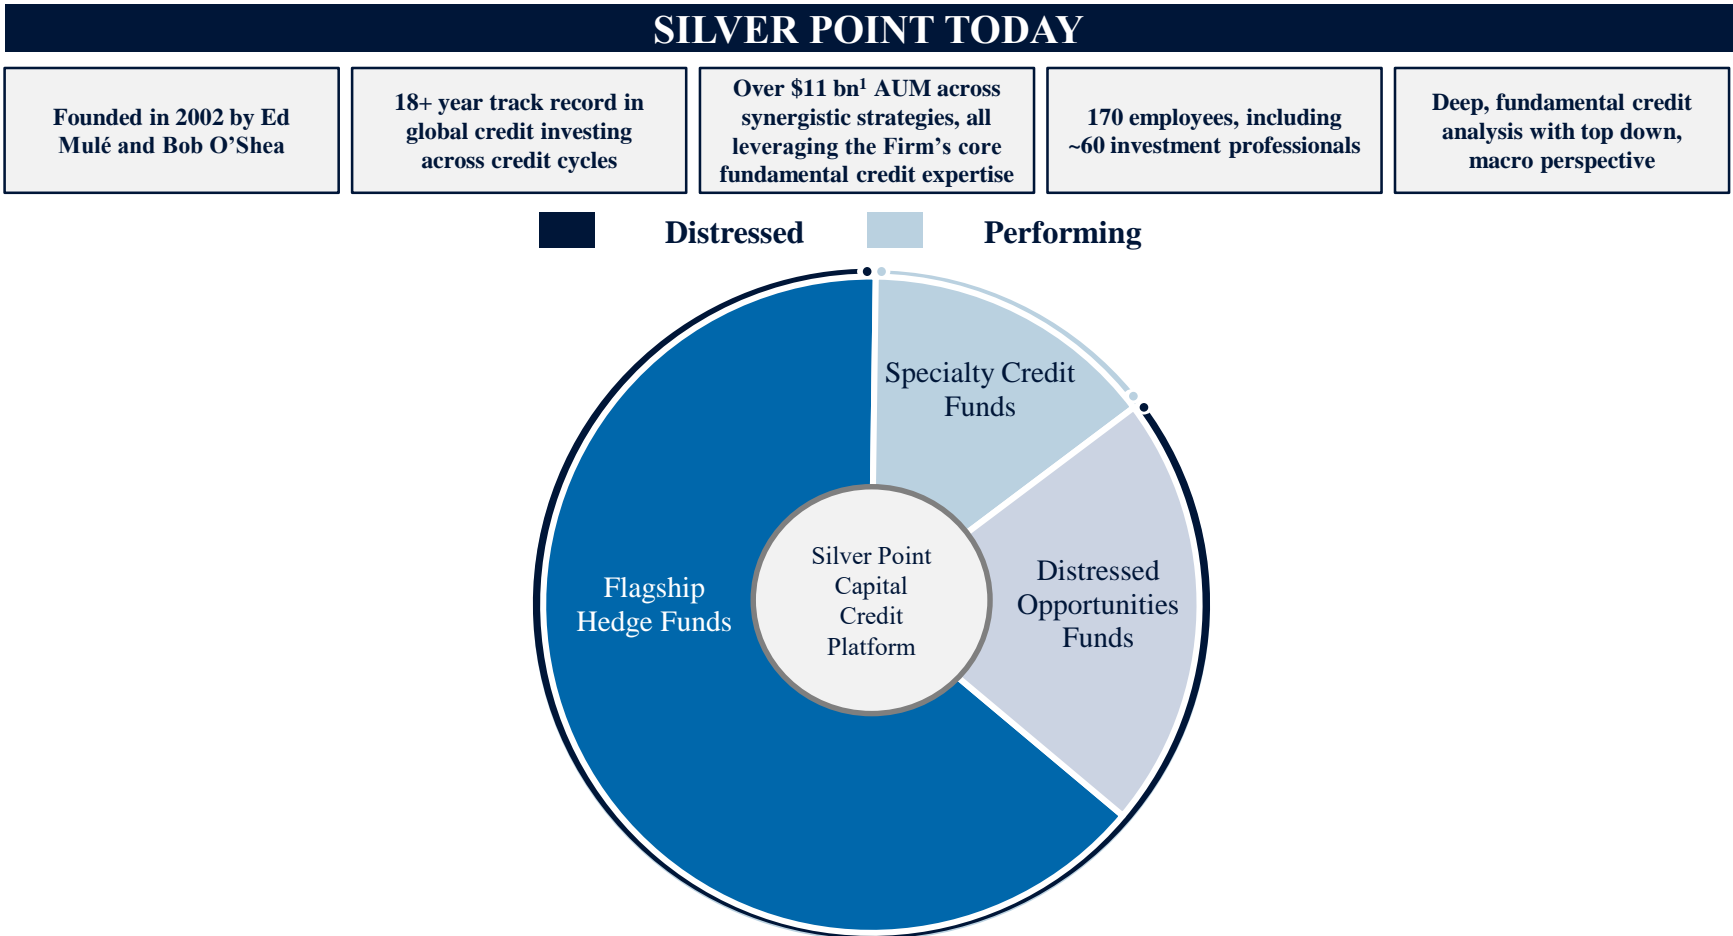 SILVER POINT TODAY
Founded in 2002 by Ed
Mulé and Bob O’Shea
18+ year track record in
global credit investing
across credit cycles
Over $11 bn¹ AUM across
synergistic strategies, all
leveraging the Firm’s core
fundamental credit expertise
170 employees, including
~60 investment professionals
Deep, fundamental credit
analysis with top down,
macro perspective
Distressed
Performing
Specialty Credit
Funds
Flagship
Hedge Funds
Silver Point
Capital
Credit
Platform
Distressed
Opportunities
Funds